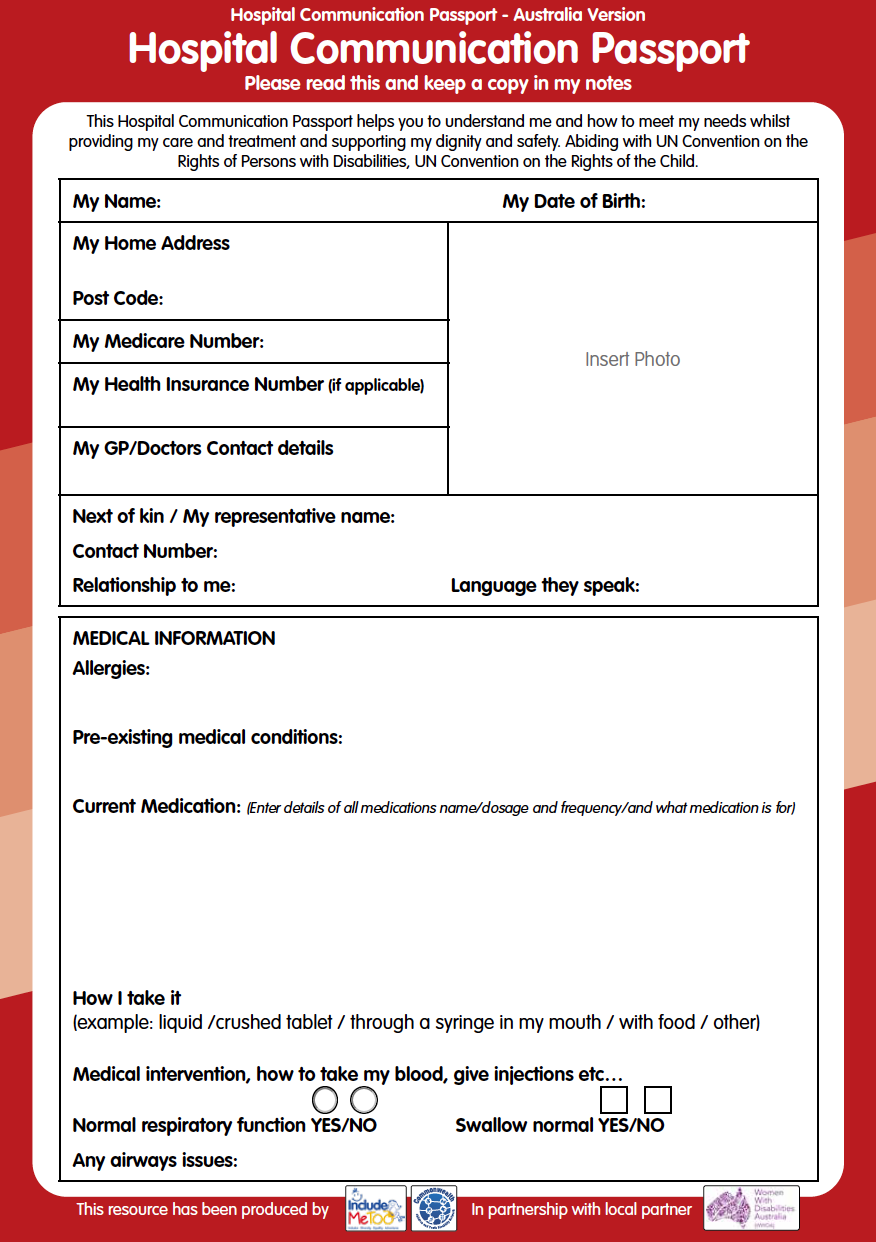 Hospital Communication Passport - Australia Version
Hospital Communication Passport
Please read this and keep a copy in my notes
This Hospital Communication Passport helps you to understand me and how to meet my needs whilst
providing my care and treatment and supporting my dignity and safety. Abiding with UN Convention on the
Rights of Persons with Disabilities, UN Convention on the Rights of the Child.
My Name: My Date of Birth:
My Home Address
Post Code:
My Medicare Number:
My Health Insurance Number (if applicable)
My GP/Doctors Contact details
Insert Photo
Next of kin / My representative name:
Contact Number:
Relationship to me: Language they speak:
MEDICAL INFORMATION
Allergies:
Pre-existing medical conditions:
Current Medication: (Enter details of all medications name/dosage and frequency/and what medication is for)
How I take it
(example: liquid /crushed tablet / through a syringe in my mouth / with food / other)
Medical intervention, how to take my blood, give injections etc...
Normal respiratory function YES/NO Swallow normal YES/NO
Any airways issues:
This resource has been produced by
Include
Me TOO
Commonwealth
In partnership with local partner
Women
With
Disabilities
Australia